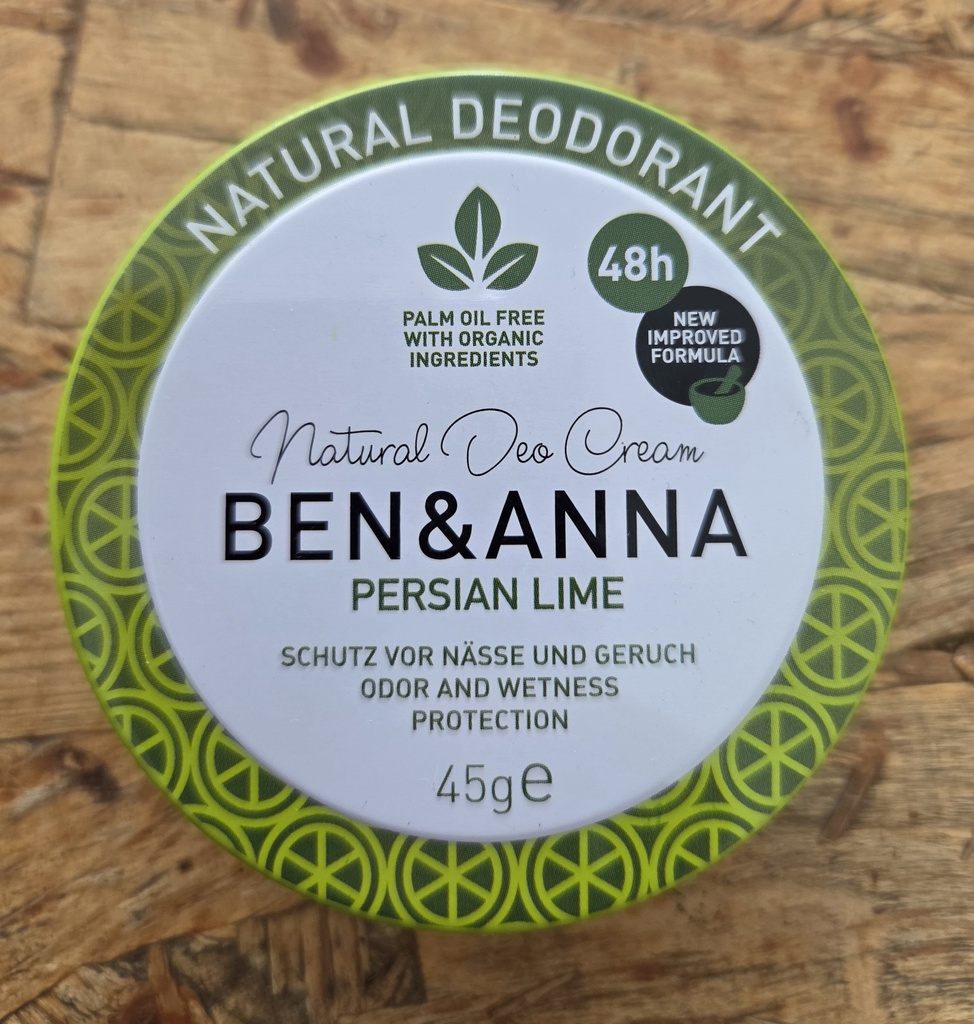 NATURAL DEODORANT
48h
NEW
IMPROVED
FORMULA
PALM OIL FREE
WITH ORGANIC
INGREDIENTS
Natural Deo Cream
BEN&ANNA
PERSIAN LIME
SCHUTZ VOR NÄSSE UND GERUCH
ODOR AND WETNESS
PROTECTION
45g℮